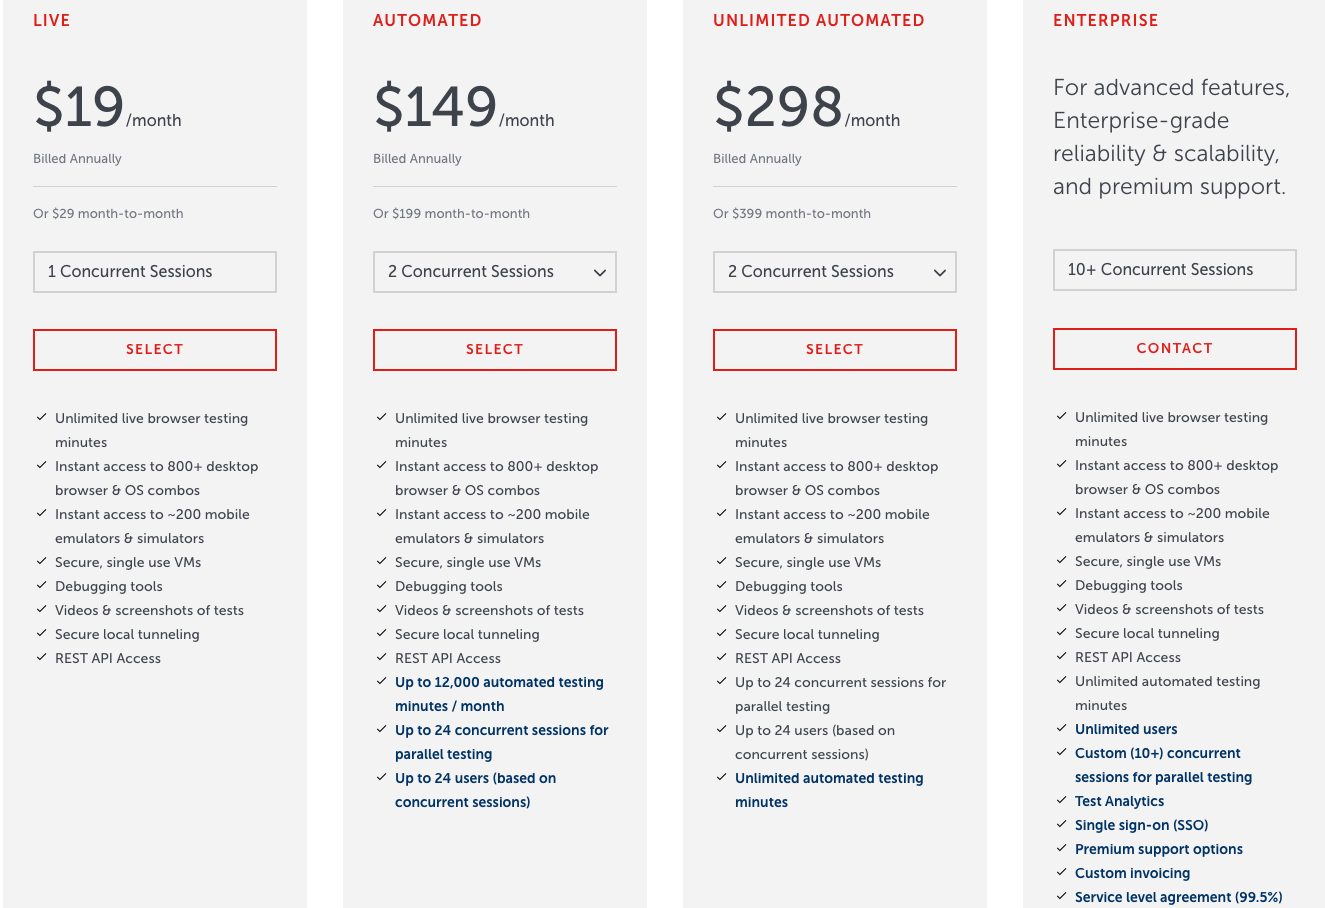 LIVE
$19/month
Billed Annually
Or $29 month-to-month
1 Concurrent Sessions
SELECT
Unlimited live browser testing
minutes
Instant access to 800+ desktop
browser & OS combos
Instant access to ~200 mobile
emulators & simulators
Secure, single use VMs
Debugging tools
Videos & screenshots of tests
Secure local tunneling
REST API Access
AUTOMATED
$149/month
Billed Annually
Or $199 month-to-month
2 Concurrent Sessions
SELECT
Unlimited live browser testing
minutes
Instant access to 800+ desktop
browser & OS combos
Instant access to ~200 mobile
emulators & simulators
Secure, single use VMs
Debugging tools
Videos & screenshots of tests
Secure local tunneling
REST API Access
Up to 12,000 automated testing
minutes / month
Up to 24 concurrent sessions for
parallel testing
Up to 24 users (based on
concurrent sessions)
UNLIMITED AUTOMATED
$298/month
Billed Annually
Or $399 month-to-month
2 Concurrent Sessions
SELECT
Unlimited live browser testing
minutes
Instant access to 800+ desktop
browser & OS combos
Instant access to ~200 mobile
emulators & simulators
Secure, single use VMs
Debugging tools
Videos & screenshots of tests
Secure local tunneling
REST API Access
Up to 24 concurrent sessions for
parallel testing
Up to 24 users (based on
concurrent sessions)
Unlimited automated testing
minutes
ENTERPRISE
For advanced features,
Enterprise-grade
reliability & scalability,
and premium support.
10+ Concurrent Sessions
CONTACT
Unlimited live browser testing
minutes
Instant access to 800+ desktop
browser & OS combos
Instant access to ~200 mobile
emulators & simulators
Secure, single use VMs
Debugging tools
Videos & screenshots of tests
Secure local tunneling
REST API Access
Unlimited automated testing
minutes
Unlimited users
Custom (10+) concurrent
sessions for parallel testing
Test Analytics
Single sign-on (SSO)
Premium support options
Custom invoicing
Service level agreement (99.5%)